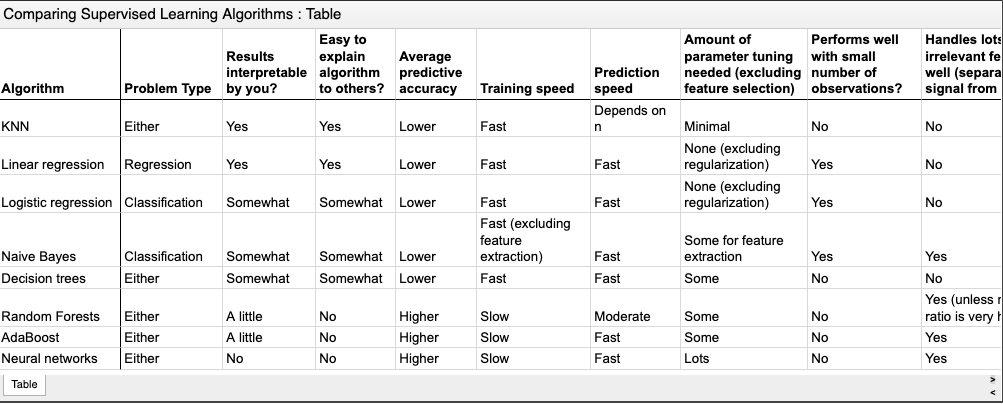 Comparing Supervised Learning Algorithms : Table
Algorithm Problem Type Results interpretable by you? Easy to explain algorithm to others? Average predictive accuracy Training speed Prediction speed Amount of parameter tuning needed (excluding feature selection) Performs well with small number of observations? Handles lots irrelevant well signal from
KNN Either Yes Yes Lower Fast Depends on n Minimal No No
Linear regression Regression Yes Yes Lower Fast Fast None (excluding regularization) Yes No
Logistic regression Classification Somewhat Somewhat Lower Fast Fast None (excluding regularization) Yes No
Naive Bayes Classification Somewhat Somewhat Lower Fast (excluding feature extraction) Fast Some for feature extraction Yes Yes
Decision trees Either Somewhat Somewhat Lower Fast Fast Some No No
Random Forests Either A little No Higher Slow Moderate Some No Yes (unless ratio is very
AdaBoost Either A little No Higher Slow Fast Some No Yes
Neural networks Either No No Higher Slow Fast Lots No Yes
Table